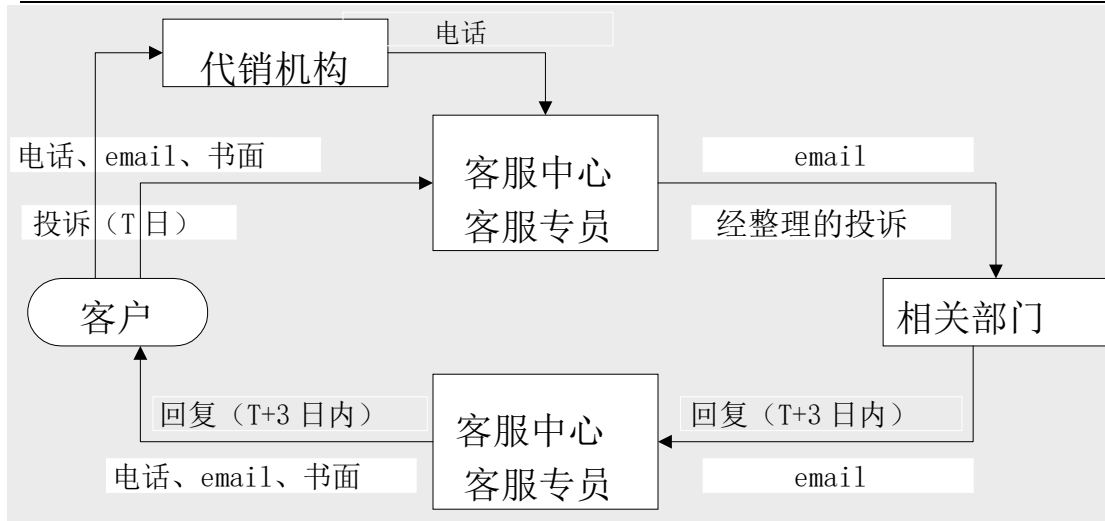 电话
代销机构
电话、email、书面
客服中心
客服专员
email
投诉（T 日）
经整理的投诉
客户
相关部门
回复（T+3 日内）
客服中心
客服专员
回复（T+3 日内）
电话、email、书面
email